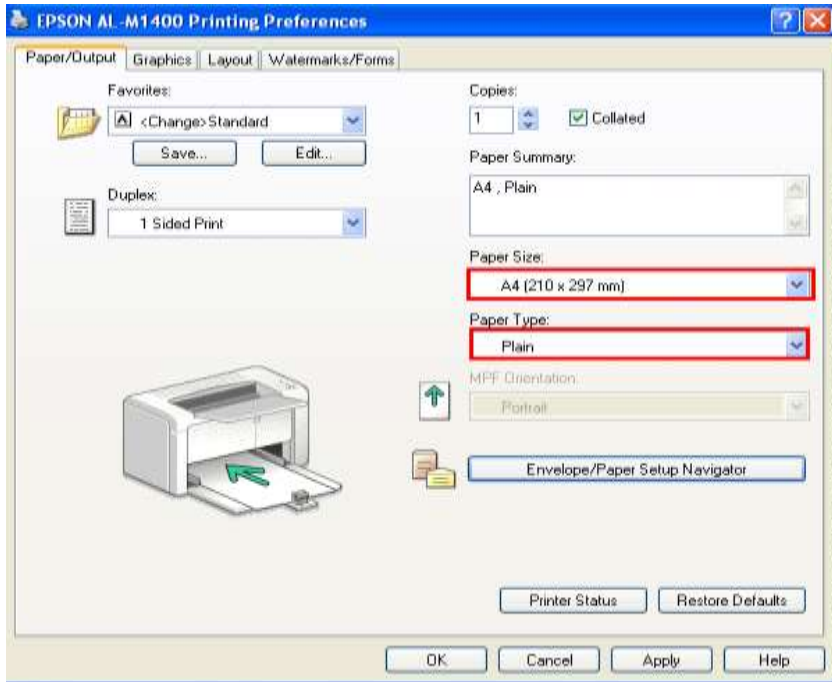 EPSON AL-M1400 Printing Preferences
Paper/Output Graphics Layout Watermarks/Forms
Favorites:
<Change>Standard
Save... Edit...
Duplex:
1 Sided Print
Copies:
1 Collated
Paper Summary:
A4 , Plain
Paper Size:
A4 (210 x 297 mm)
Paper Type:
Plain
MPF Orientation:
Portrait
Envelope/Paper Setup Navigator
Printer Status Restore Defaults
OK Cancel Apply Help